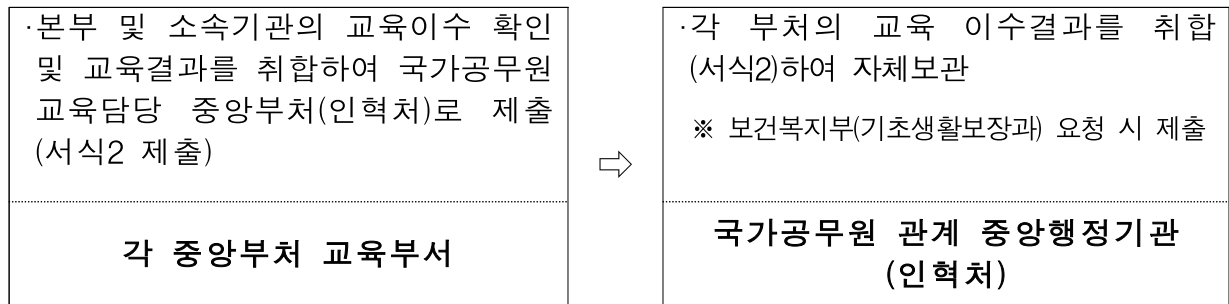 ·본부 및 소속기관의 교육이수 확인
및 교육결과를 취합하여 국가공무원
교육담당 중앙부처(인혁처)로 제출
(서식2 제출)
각 중앙부처 교육부서
⇨
·각 부처의 교육 이수결과를 취합
(서식2)하여 자체보관
※ 보건복지부(기초생활보장과) 요청 시 제출
국가공무원 관계 중앙행정기관
(인혁처)